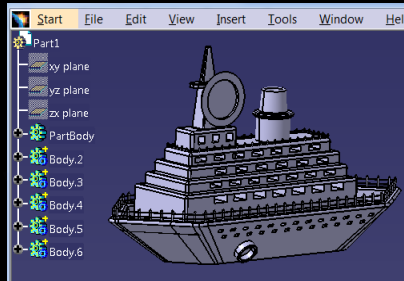 Start File Edit View Insert Tools Window Hel
Part1
xy plane
yz plane
zx plane
PartBody
Body.2
Body.3
Body.4
Body.5
Body.6